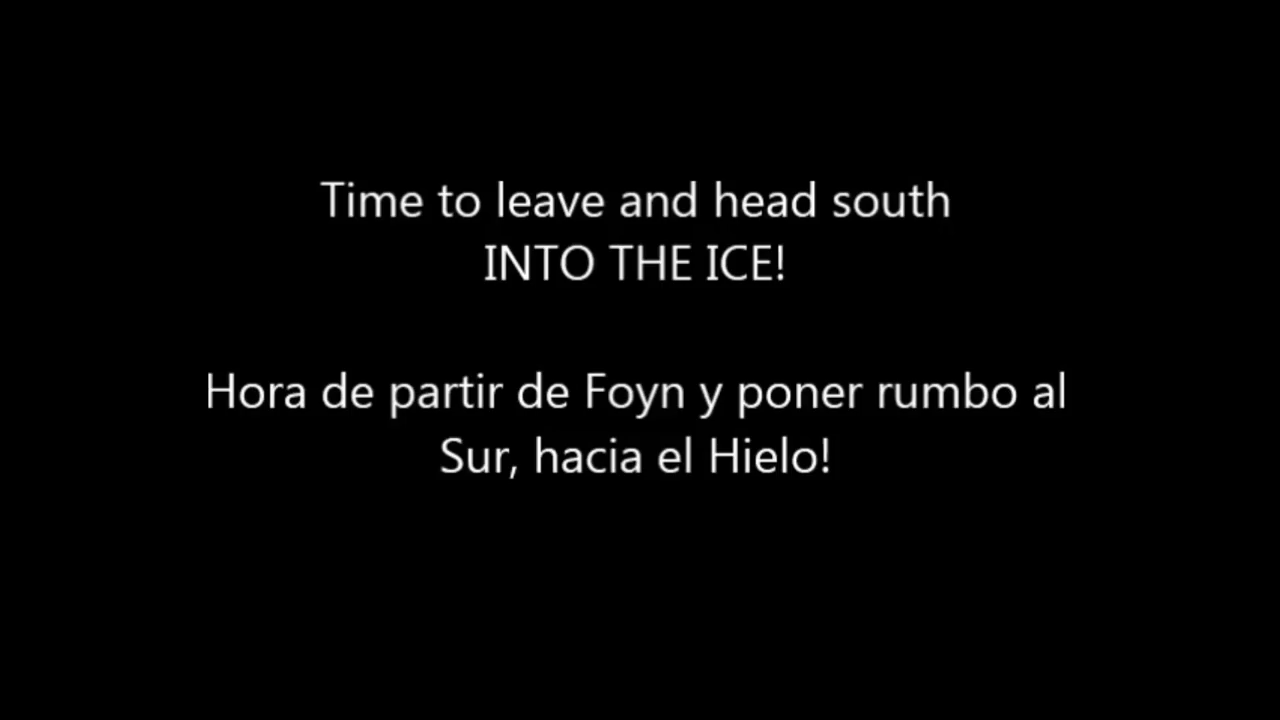 Time to leave and head south
INTO THE ICE!
Hora de partir de Foyn y poner rumbo al
Sur, hacia el Hielo!